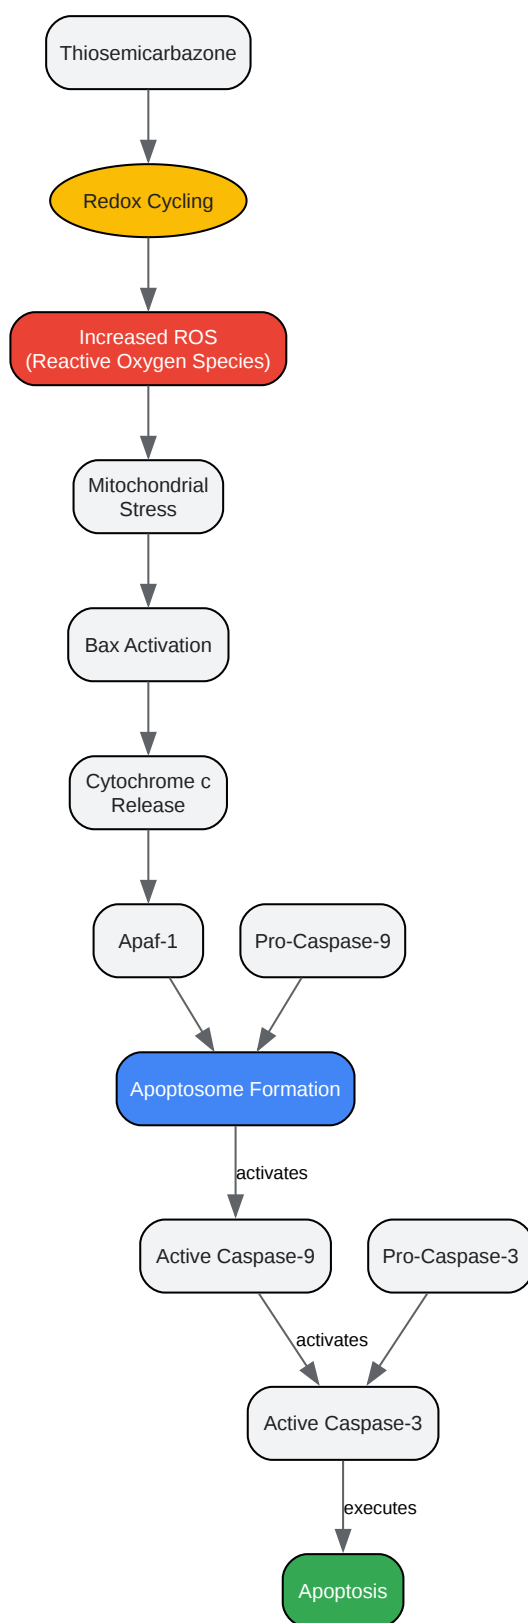 Thiosemicarbazone
Redox Cycling
Increased ROS
(Reactive Oxygen Species)
Mitochondrial
Stress
Bax Activation
Cytochrome c
Release
Apaf-1
Pro-Caspase-9
Apoptosome Formation
activates
Active Caspase-9
Pro-Caspase-3
activates
Active Caspase-3
executes
Apoptosis